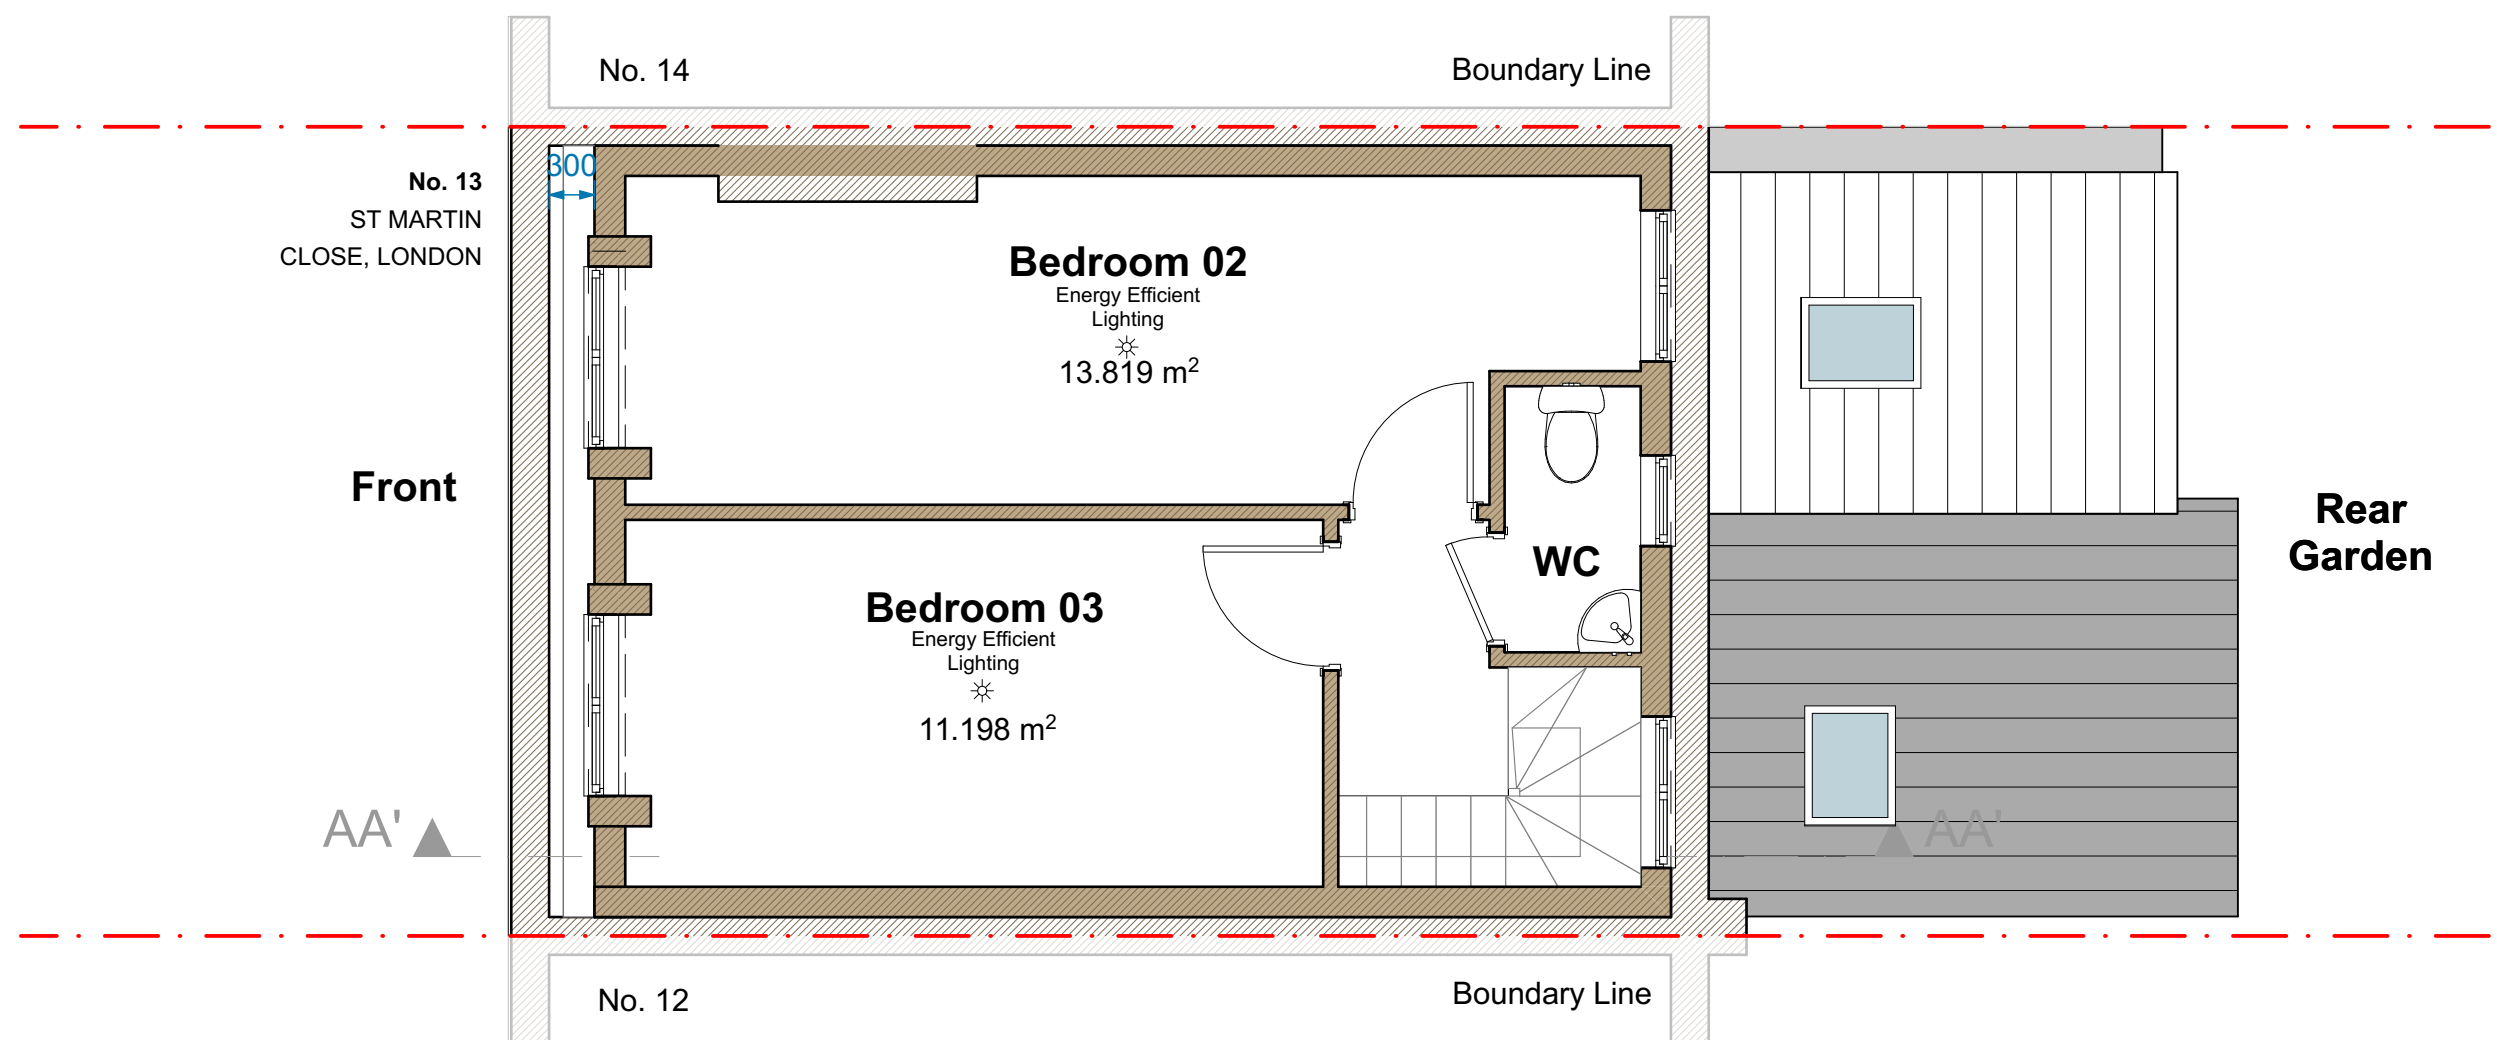 No. 14
Boundary Line
300
No. 13
ST MARTIN
CLOSE, LONDON
Bedroom 02
Energy Efficient
Lighting
13.819 m²
Front
WC
Rear
Garden
Bedroom 03
Energy Efficient
Lighting
11.198 m²
AA'
AA'
No. 12
Boundary Line